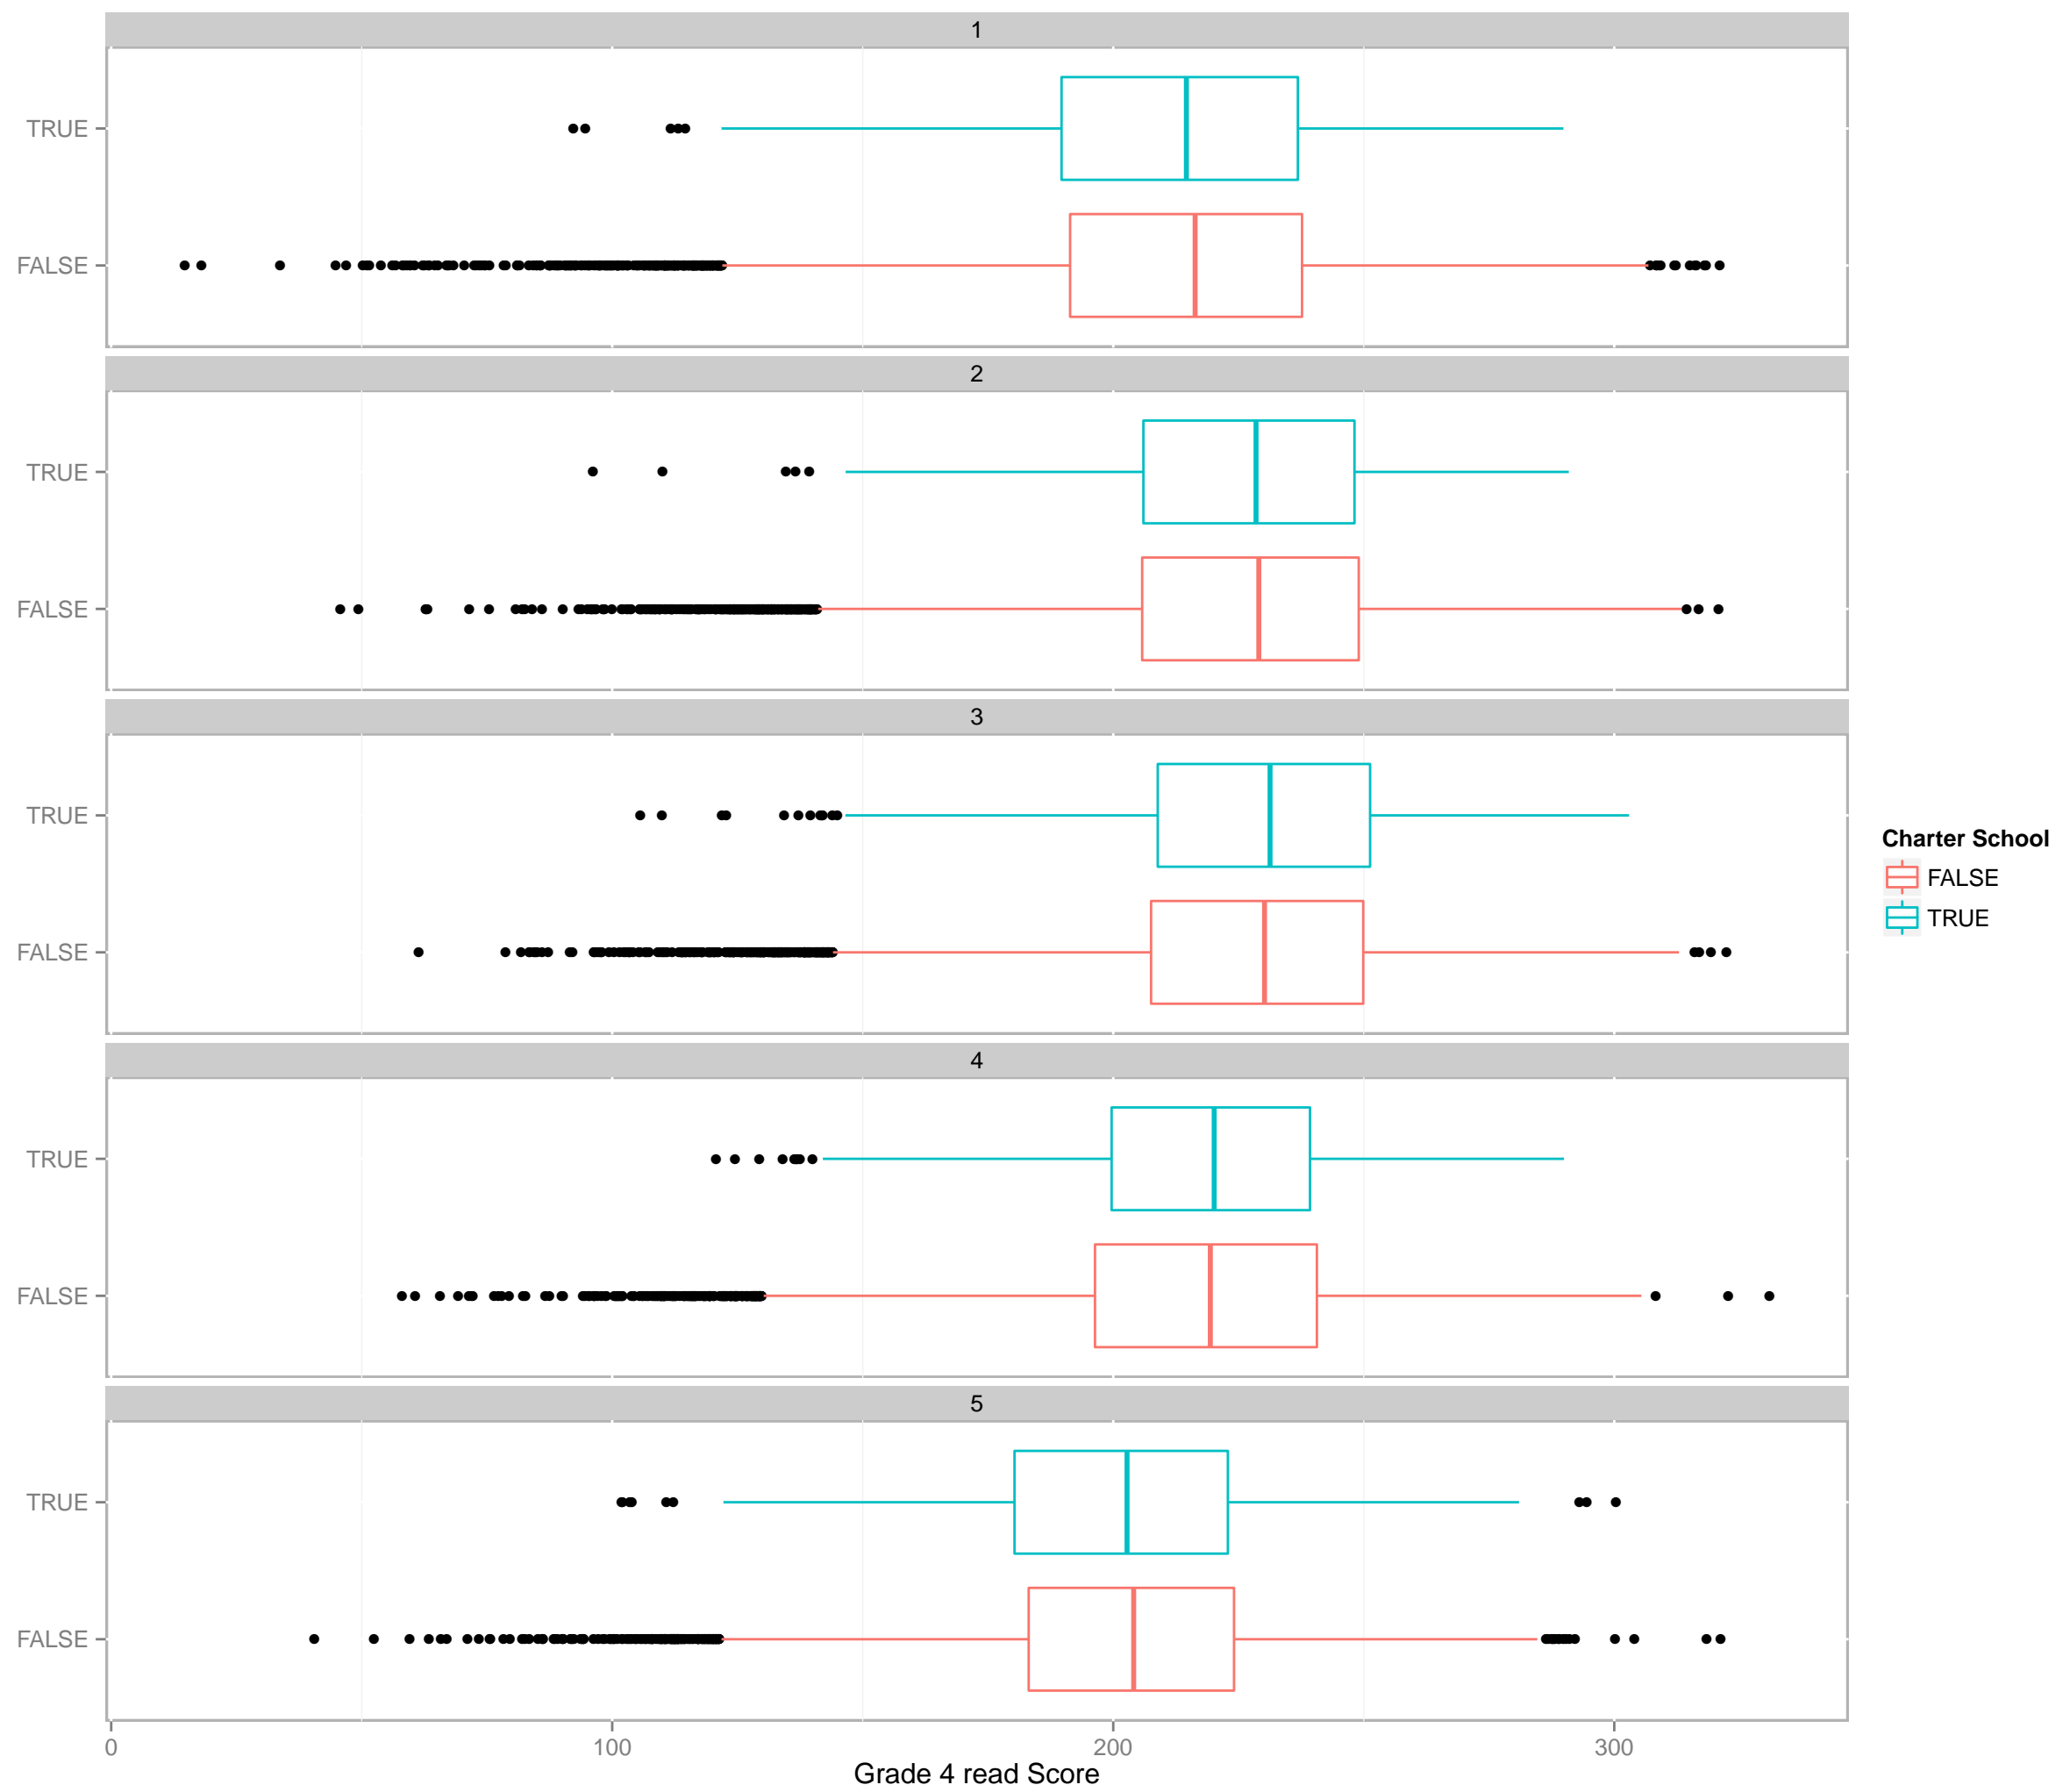 1
TRUE
FALSE
2
TRUE
FALSE
3
TRUE
FALSE
4
TRUE
FALSE
5
TRUE
FALSE
0 100 200 300
Grade 4 read Score
Charter School
FALSE
TRUE